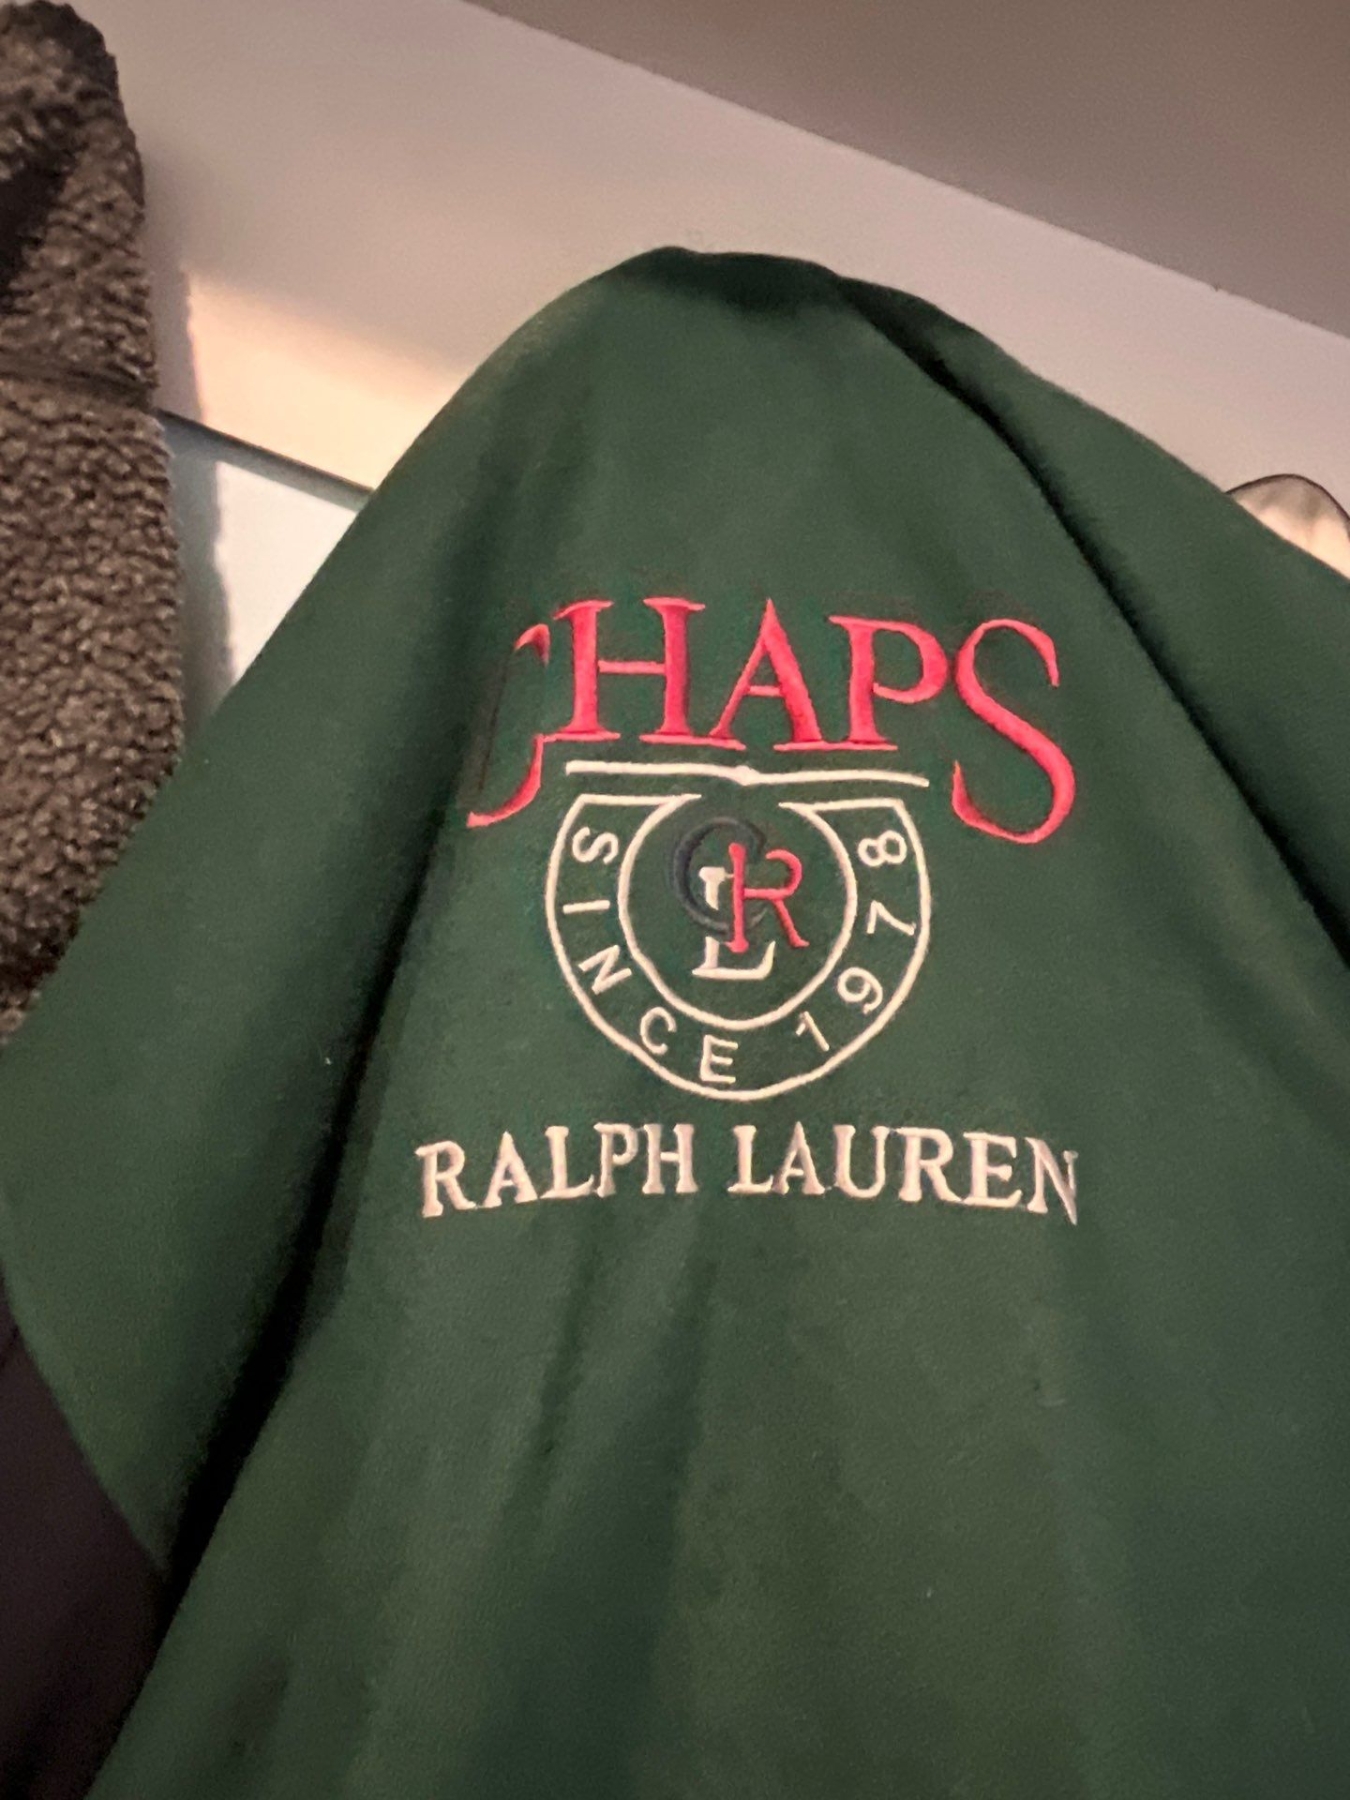 CHAPS
CLR
SINCE 1978
RALPH LAUREN